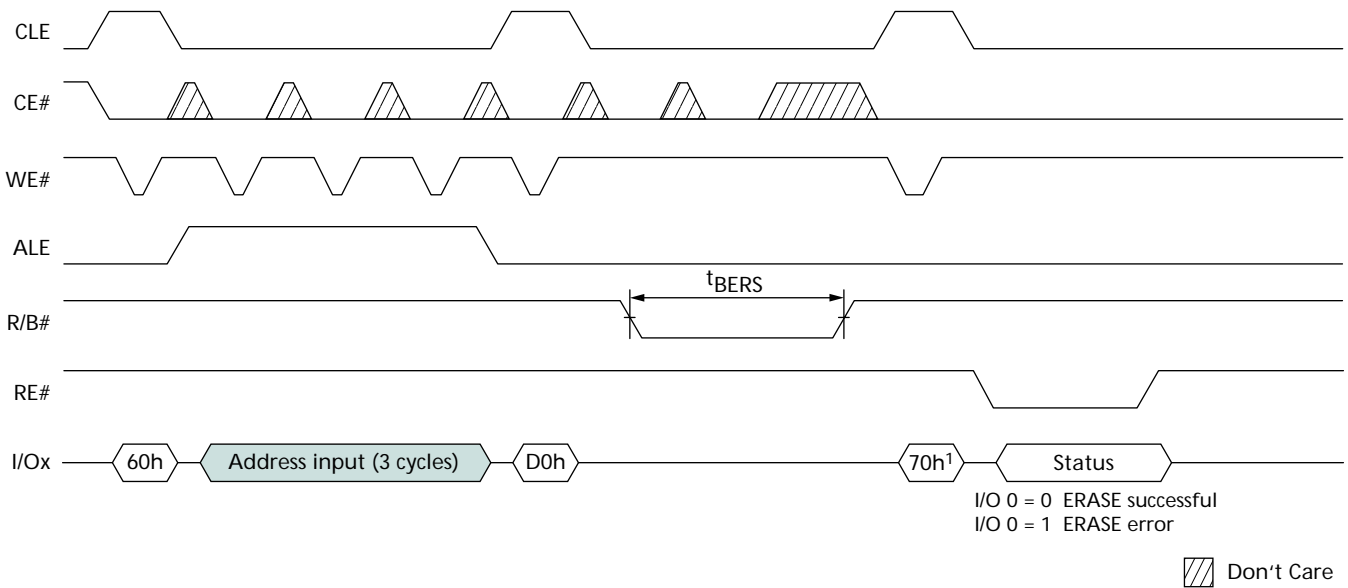 CLE
CE#
WE#
ALE
tBERS
R/B#
RE#
I/Ox
60h
Address input (3 cycles)
D0h
70h1
Status
I/O 0 = 0 ERASE successful
I/O 0 = 1 ERASE error
Don't Care